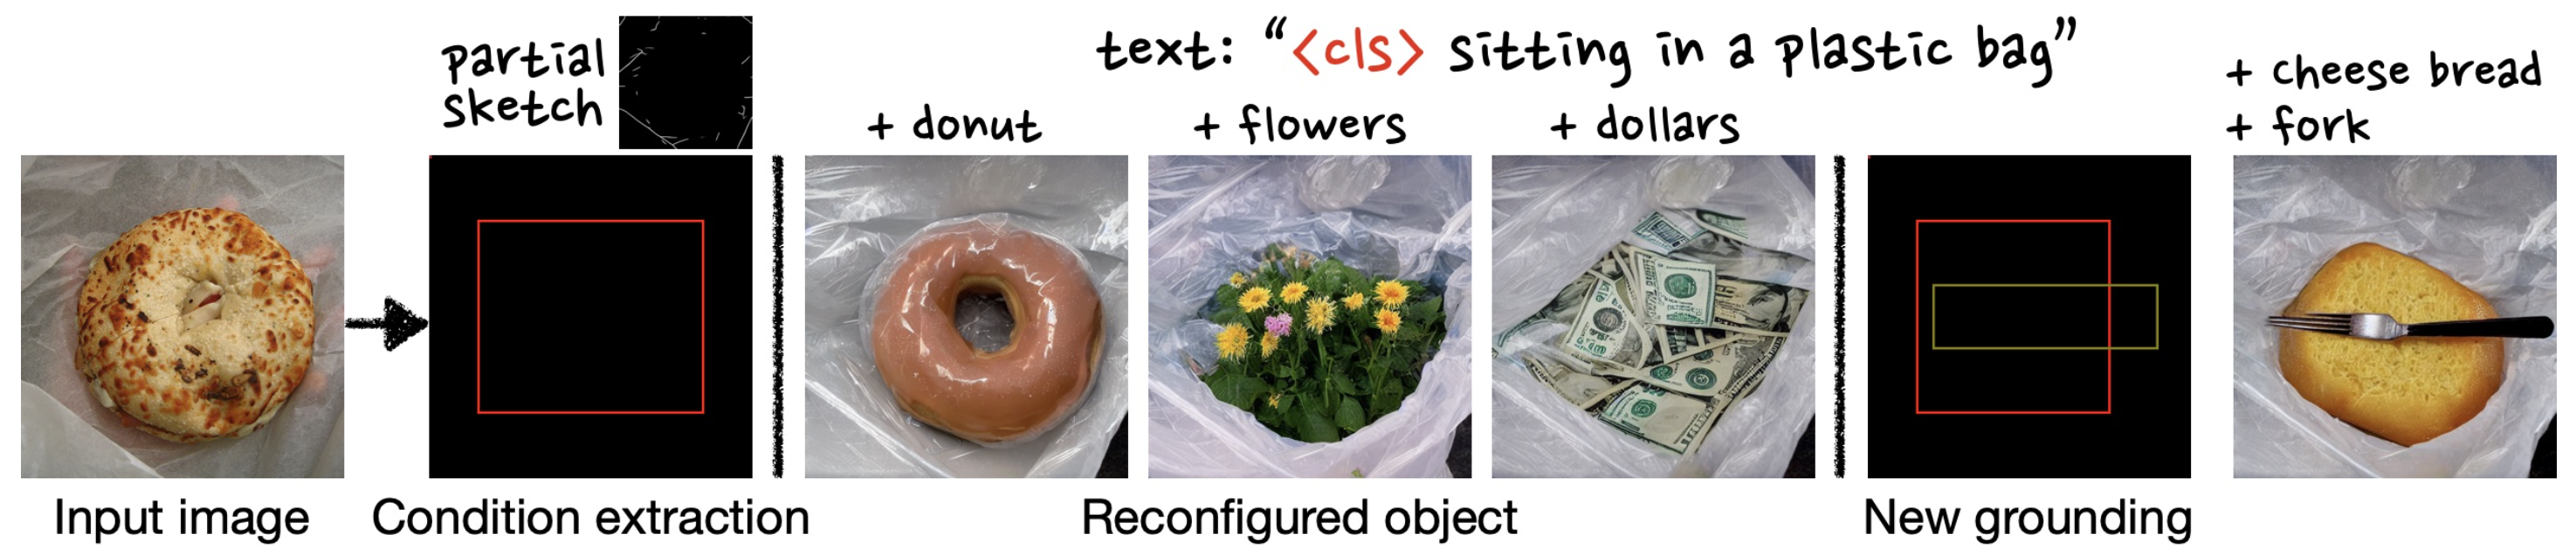 partial
sketch
text: “<cls> sitting in a plastic bag”
+ donut
+ flowers
+ dollars
+ cheese bread
+ fork
Input image
Condition extraction
Reconfigured object
New grounding